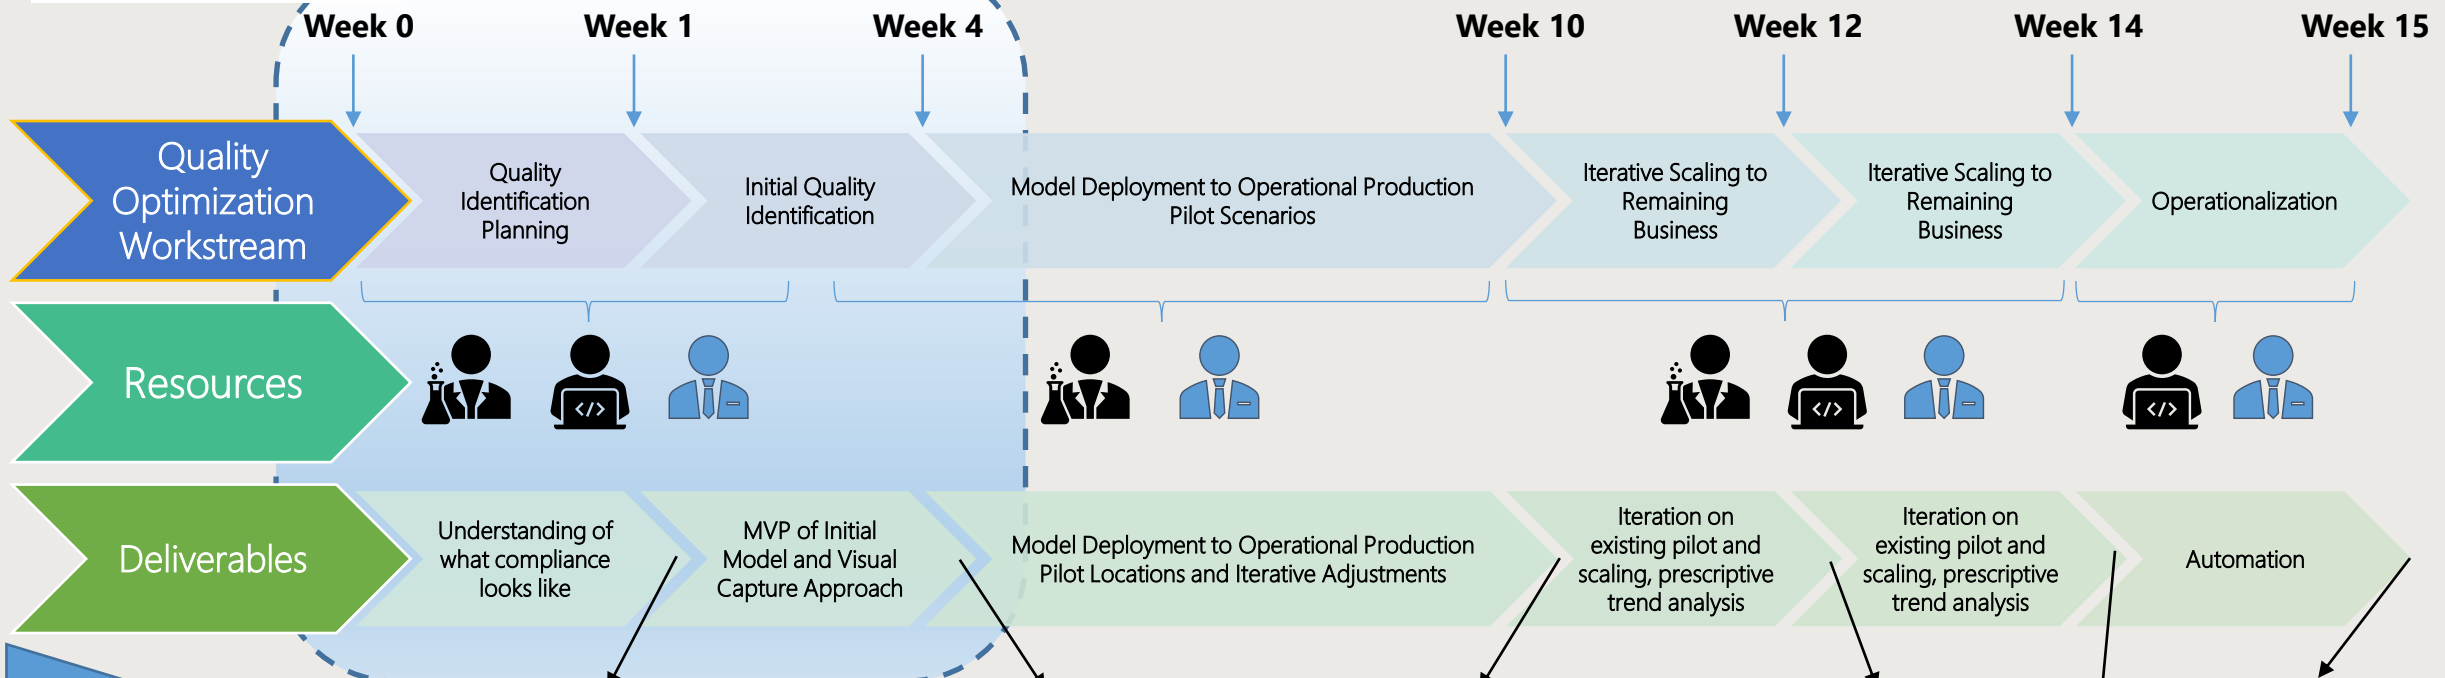 Week 0
Week 1
Week 4
Week 10
Week 12
Week 14
Week 15
Quality
Optimization
Workstream
Quality
Identification
Planning
Initial Quality
Identification
Model Deployment to Operational Production
Pilot Scenarios
Iterative Scaling to
Remaining
Business
Iterative Scaling to
Remaining
Business
Operationalization
Resources
</>
</>
</>
Deliverables
Understanding of
what compliance
looks like
MVP of Initial
Model and Visual
Capture Approach
Model Deployment to Operational Production
Pilot Locations and Iterative Adjustments
Iteration on
existing pilot and
scaling, prescriptive
trend analysis
Iteration on
existing pilot and
scaling, prescriptive
trend analysis
Automation